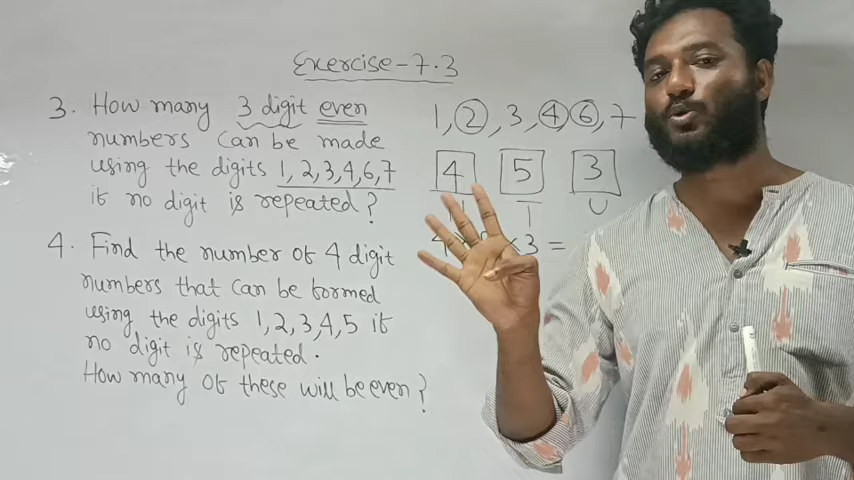 Exercise-7.3
3. How many 3 digit even
numbers can be made
using the digits 1, 2, 3, 4, 6, 7
if no digit is repeated?
4. Find the number of 4 digit
numbers that can be formed
using the digits 1, 2, 3, 4, 5 if
no digit is repeated.
How many of these will be even?
1, 2, 3, 4, 6, 7
4 5 3
T U
4 × 3 =